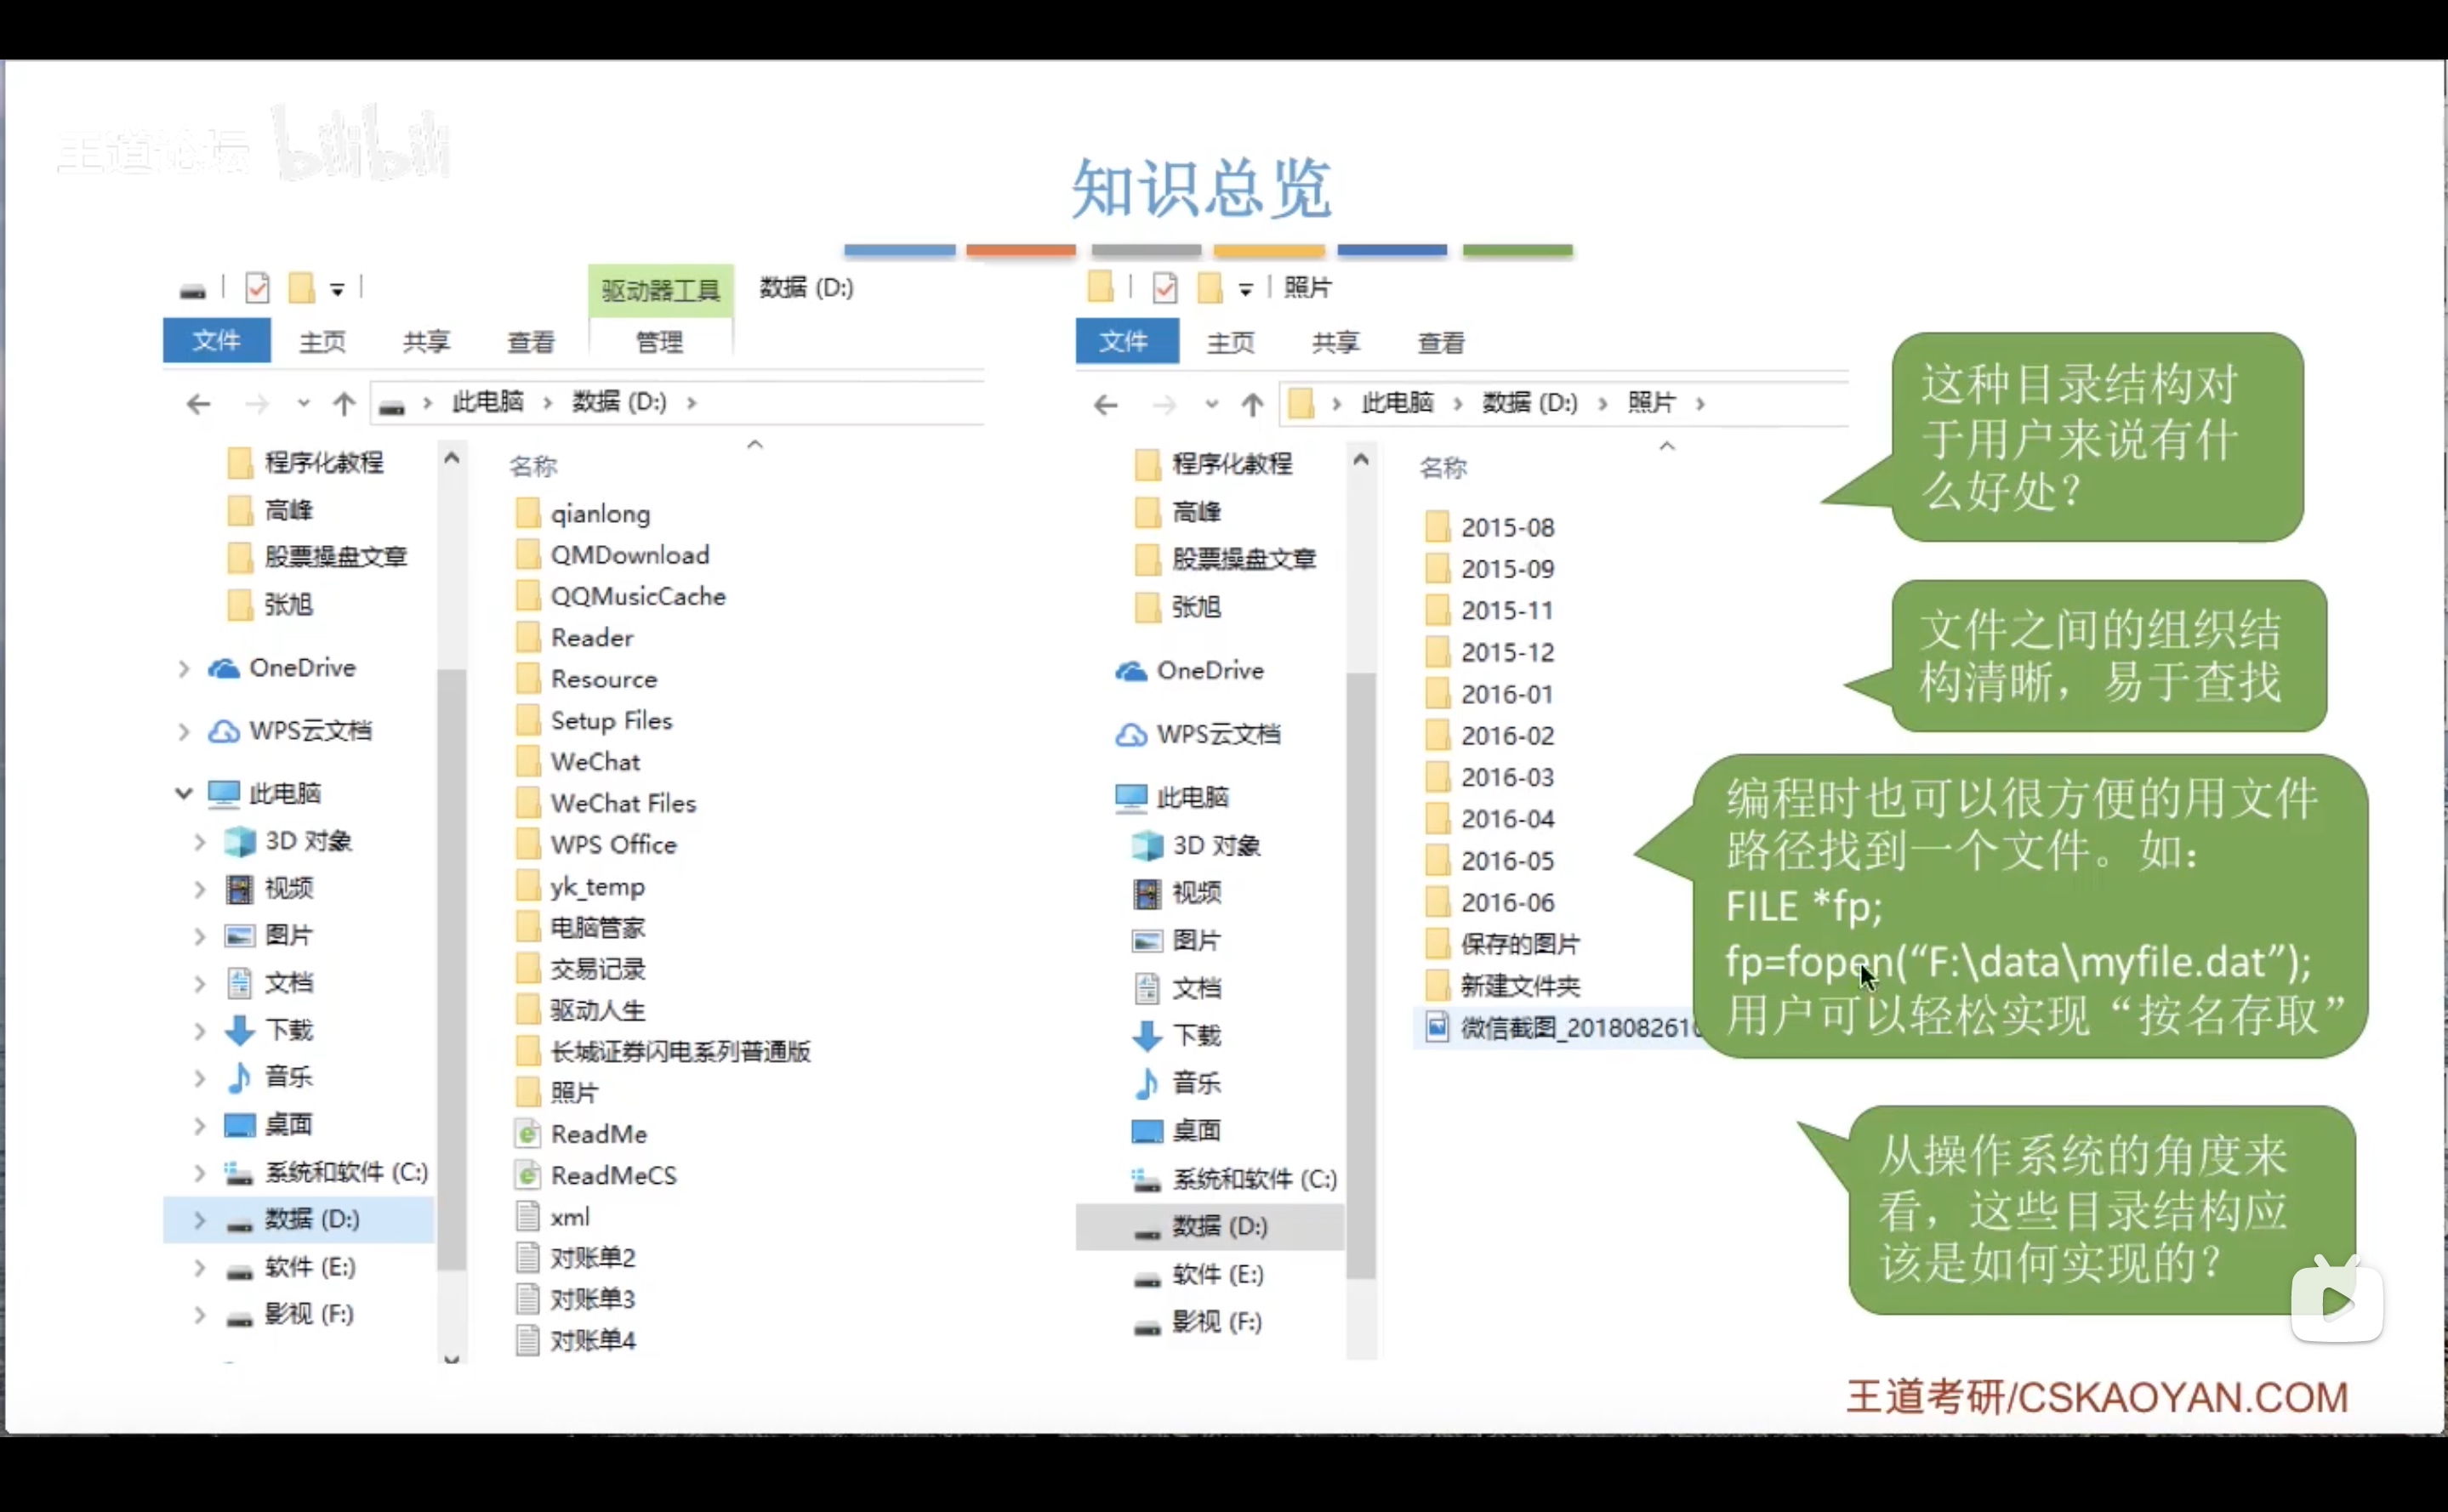 王道论坛 bilibili
知识总览
驱动器工具 数据 (D:)
文件 主页 共享 查看 管理
此电脑 > 数据 (D:) >
程序化教程
高峰
股票操盘文章
张旭
OneDrive
WPS云文档
此电脑
3D 对象
视频
图片
文档
下载
音乐
桌面
系统和软件 (C:)
数据 (D:)
软件 (E:)
影视 (F:)
名称
qianlong
QMDownload
QQMusicCache
Reader
Resource
Setup Files
WeChat
WeChat Files
WPS Office
yk_temp
电脑管家
交易记录
驱动人生
长城证券闪电系列普通版
照片
ReadMe
ReadMeCS
xml
对账单2
对账单3
对账单4
照片
文件 主页 共享 查看
此电脑 > 数据 (D:) > 照片 >
程序化教程
高峰
股票操盘文章
张旭
OneDrive
WPS云文档
此电脑
3D 对象
视频
图片
文档
下载
音乐
桌面
系统和软件 (C:)
数据 (D:)
软件 (E:)
影视 (F:)
名称
2015-08
2015-09
2015-11
2015-12
2016-01
2016-02
2016-03
2016-04
2016-05
2016-06
保存的图片
新建文件夹
微信截图_201808261
这种目录结构对
于用户来说有什
么好处？
文件之间的组织结
构清晰，易于查找
编程时也可以很方便的用文件
路径找到一个文件。如：
FILE *fp;
fp=fopen(“F:\data\myfile.dat”);
用户可以轻松实现“按名存取”
从操作系统的角度来
看，这些目录结构应
该是如何实现的？
王道考研/CSKAOYAN.COM